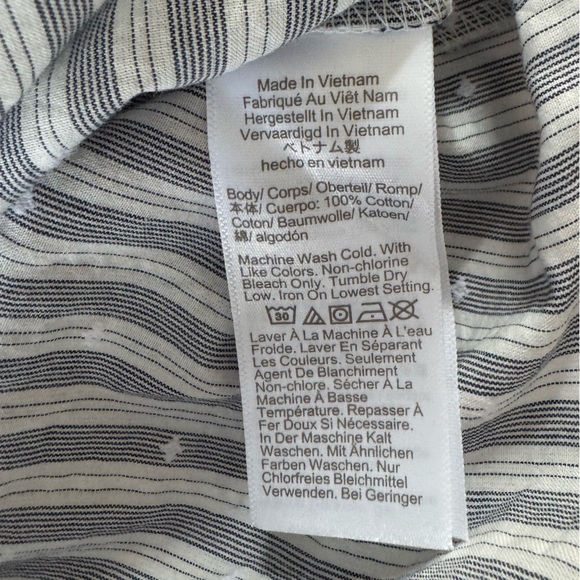 Made In Vietnam
Fabriqué Au Viêt Nam
Hergestellt In Vietnam
Vervaardigd In Vietnam
ベトナム製
hecho en vietnam
Body/ Corps/ Oberteil/ Romp/
本体/ Cuerpo: 100% Cotton/
Coton/ Baumwolle/ Katoen/
綿/ algodón
Machine Wash Cold. With
Like Colors. Non-chlorine
Bleach Only. Tumble Dry
Low. Iron On Lowest Setting.
30
Laver À La Machine À L'eau
Froide. Laver En Séparant
Les Couleurs. Seulement
Agent De Blanchiment
Non-chlore. Sécher À La
Machine À Basse
Température. Repasser À
Fer Doux Si Nécessaire.
In Der Maschine Kalt
Waschen. Mit Ähnlichen
Farben Waschen. Nur
Chlorfreies Bleichmittel
Verwenden. Bei Geringer